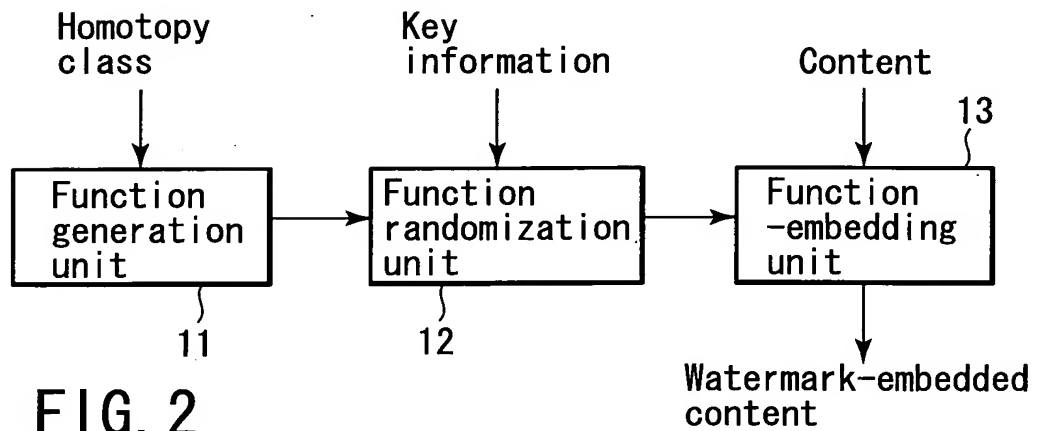 Homotopy
class
Key
information
Content
13
Function
generation
unit
Function
randomization
unit
Function
-embedding
unit
11
12
Watermark-embedded
content
FIG. 2